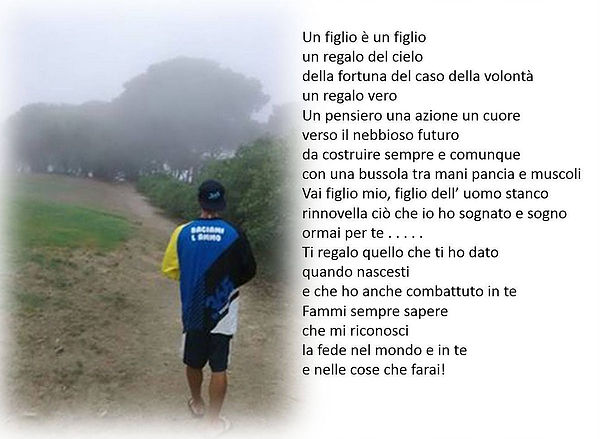 Un figlio è un figlio
un regalo del cielo
della fortuna del caso della volontà
un regalo vero
Un pensiero una azione un cuore
verso il nebbioso futuro
da costruire sempre e comunque
con una bussola tra mani pancia e muscoli
Vai figlio mio, figlio dell’ uomo stanco
rinnovella ciò che io ho sognato e sogno
ormai per te . . . . .
Ti regalo quello che ti ho dato
quando nascesti
e che ho anche combattuto in te
Fammi sempre sapere
che mi riconosci
la fede nel mondo e in te
e nelle cose che farai!
BACIAMI
L'AMMO